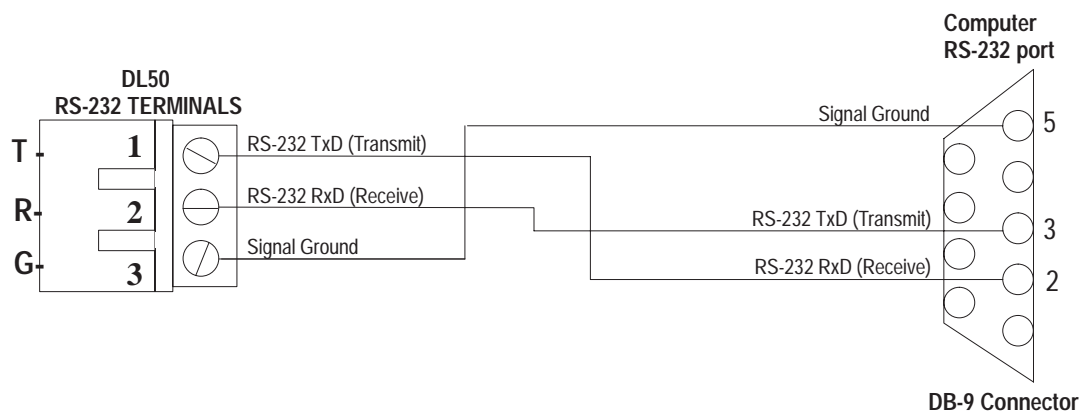 Computer
RS-232 port
DL50
RS-232 TERMINALS
Signal Ground
5
T
1
RS-232 TxD (Transmit)
R
2
RS-232 RxD (Receive)
RS-232 TxD (Transmit)
3
G
3
Signal Ground
RS-232 RxD (Receive)
2
DB-9 Connector